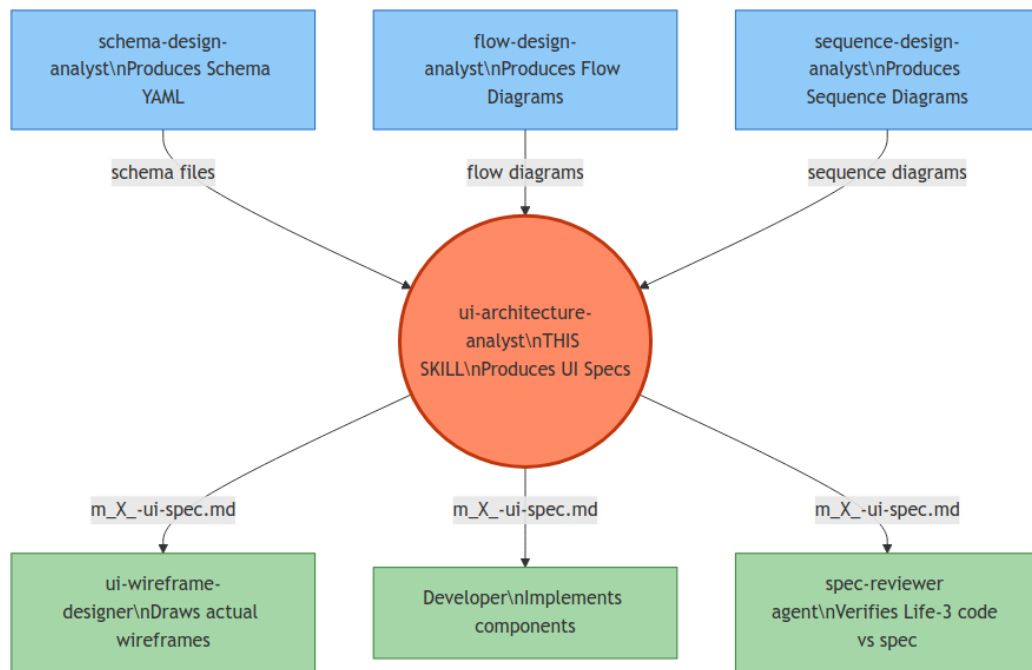 schema-design-
analyst\nProduces Schema
YAML
flow-design-
analyst\nProduces Flow
Diagrams
sequence-design-
analyst\nProduces
Sequence Diagrams
schema files
flow diagrams
sequence diagrams
ui-architecture-
analyst\nTHIS
SKILL\nProduces UI Specs
m_X_-ui-spec.md
m_X_-ui-spec.md
m_X_-ui-spec.md
ui-wireframe-
designer\nDraws actual
wireframes
Developer\nImplements
components
spec-reviewer
agent\nVerifies Life-3 code
vs spec